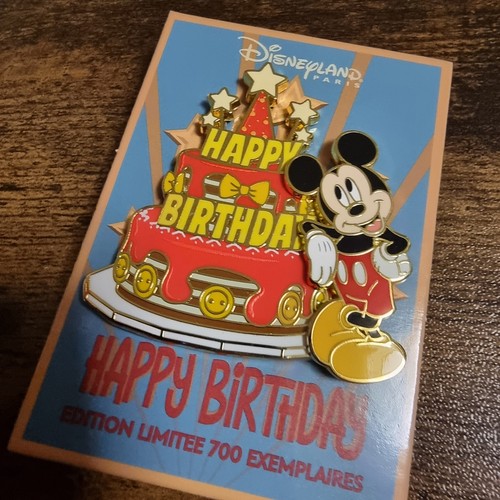 Disneyland
PARIS
HAPPY
BIRTHDAY
HAPPY BIRTHDAY
EDITION LIMITEE 700 EXEMPLAIRES